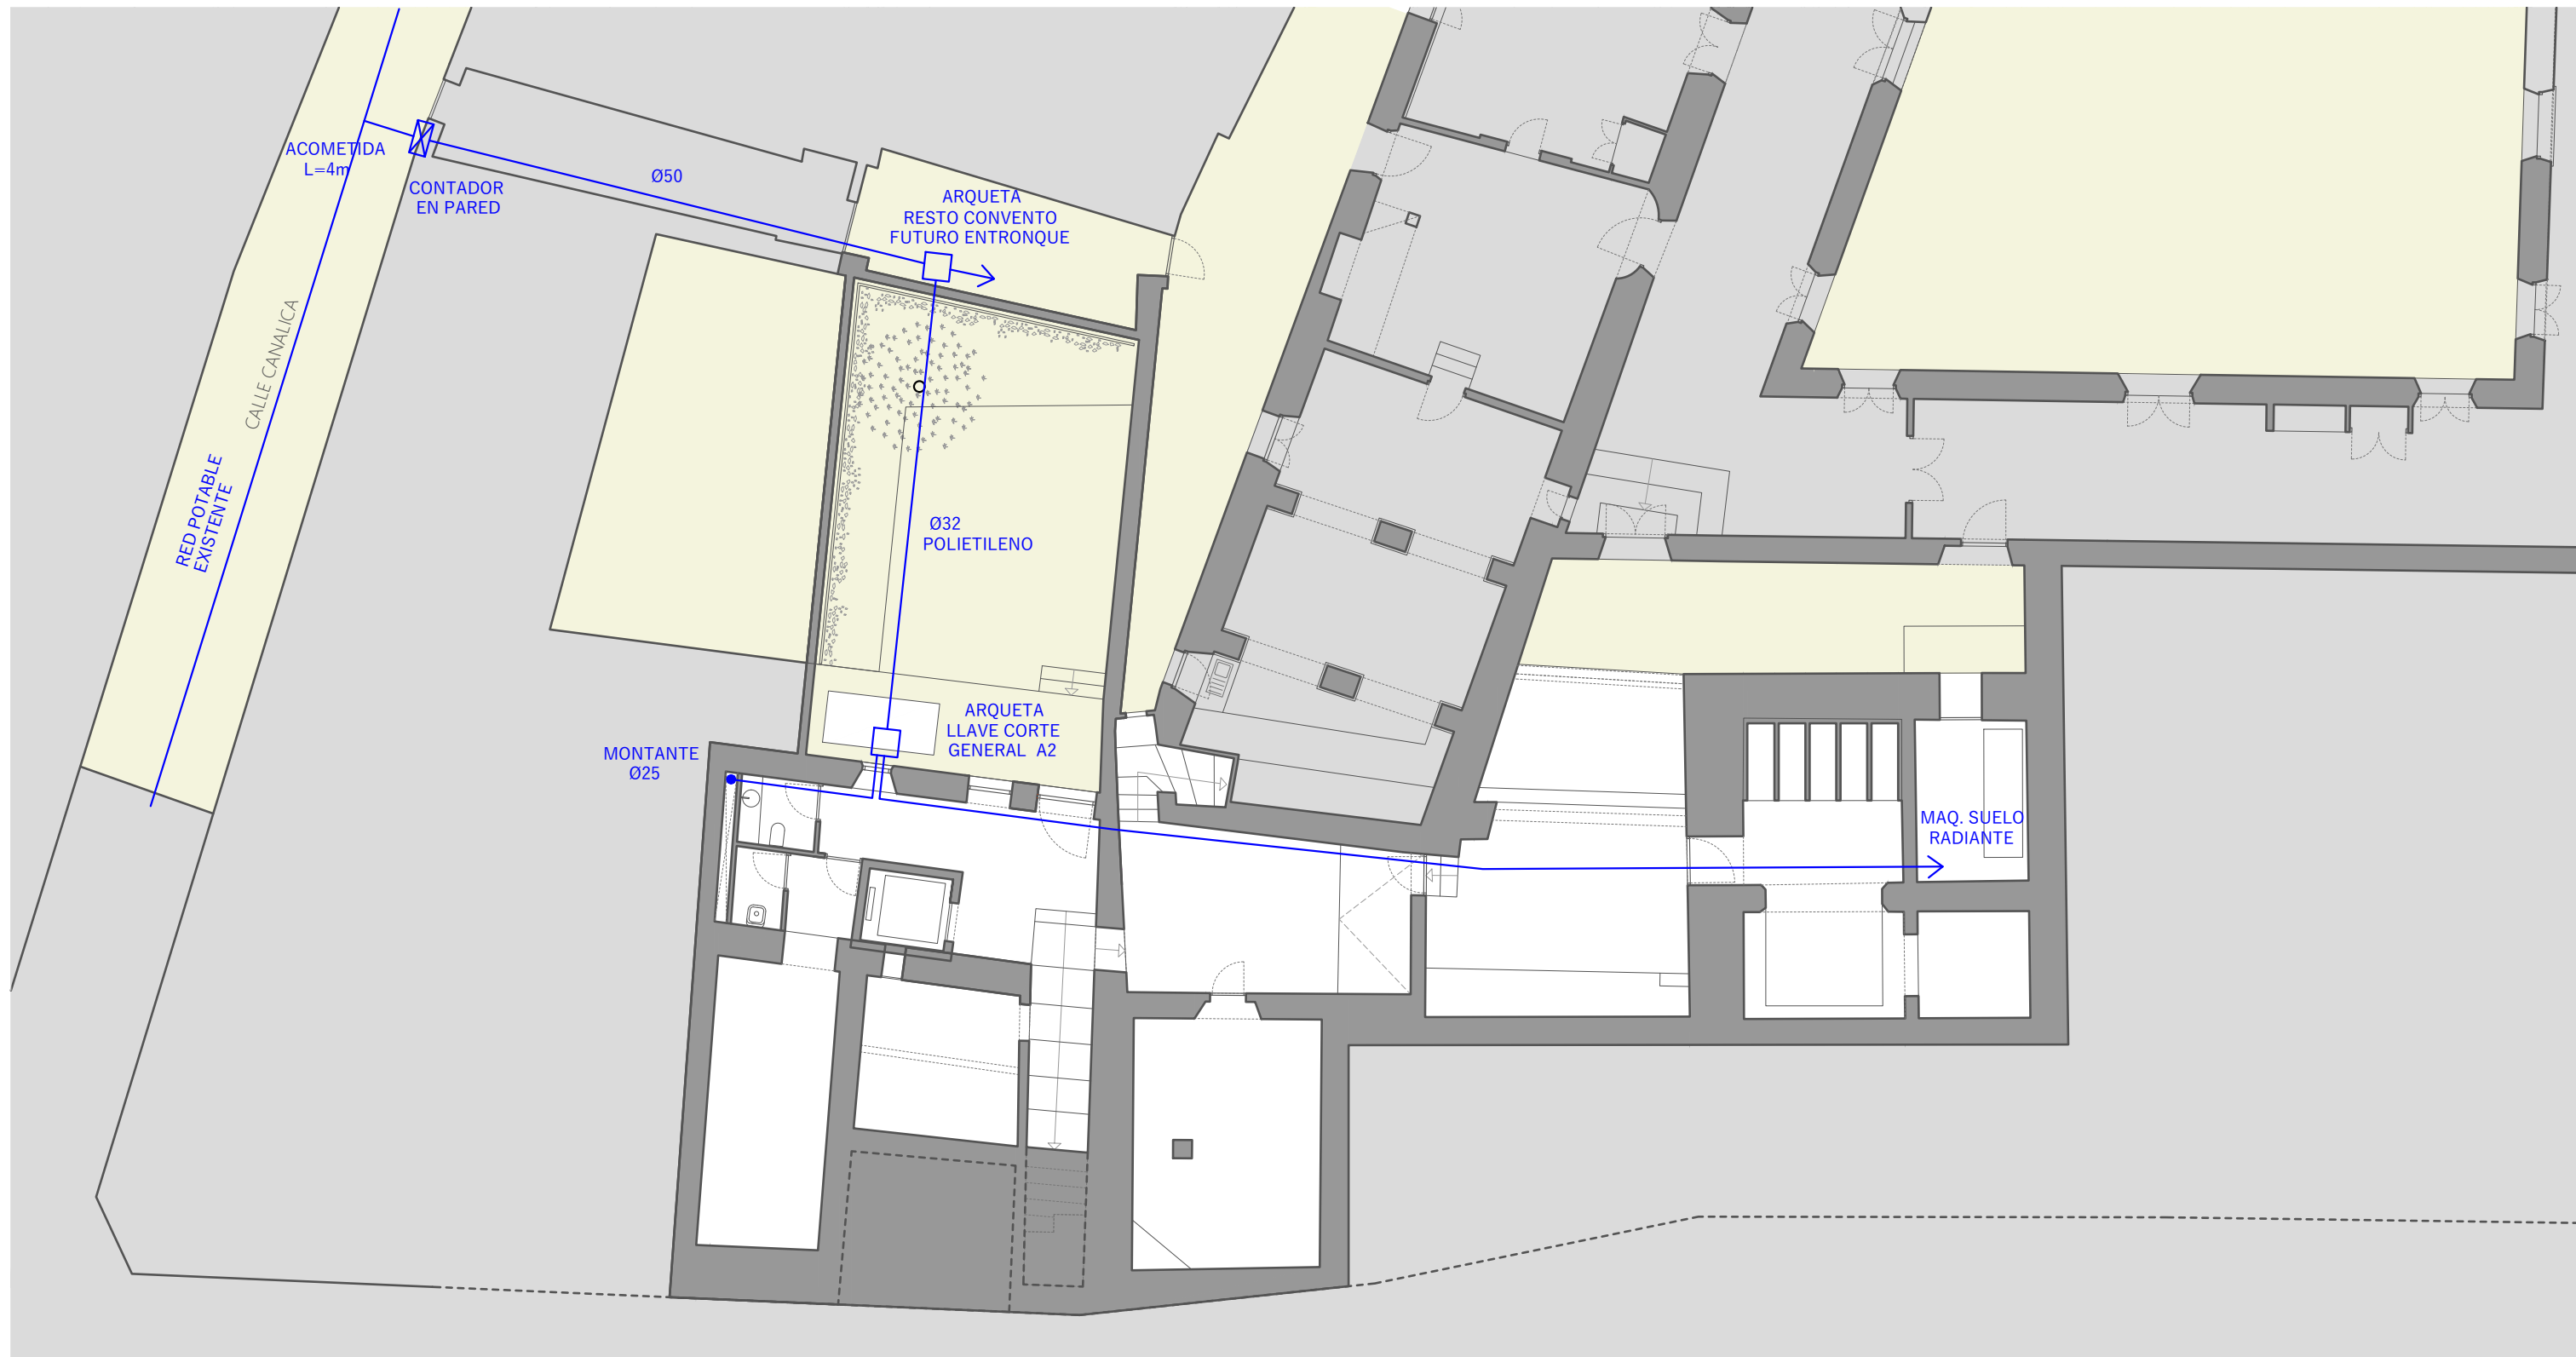 ACOMETIDA
L=4m
CONTADOR
EN PARED
Ø50
ARQUETA
RESTO CONVENTO
FUTURO ENTRONQUE
CALLE CANALICA
RED POTABLE
EXISTENTE
Ø32
POLIETILENO
ARQUETA
LLAVE CORTE
GENERAL A2
MONTANTE
Ø25
MAQ. SUELO
RADIANTE